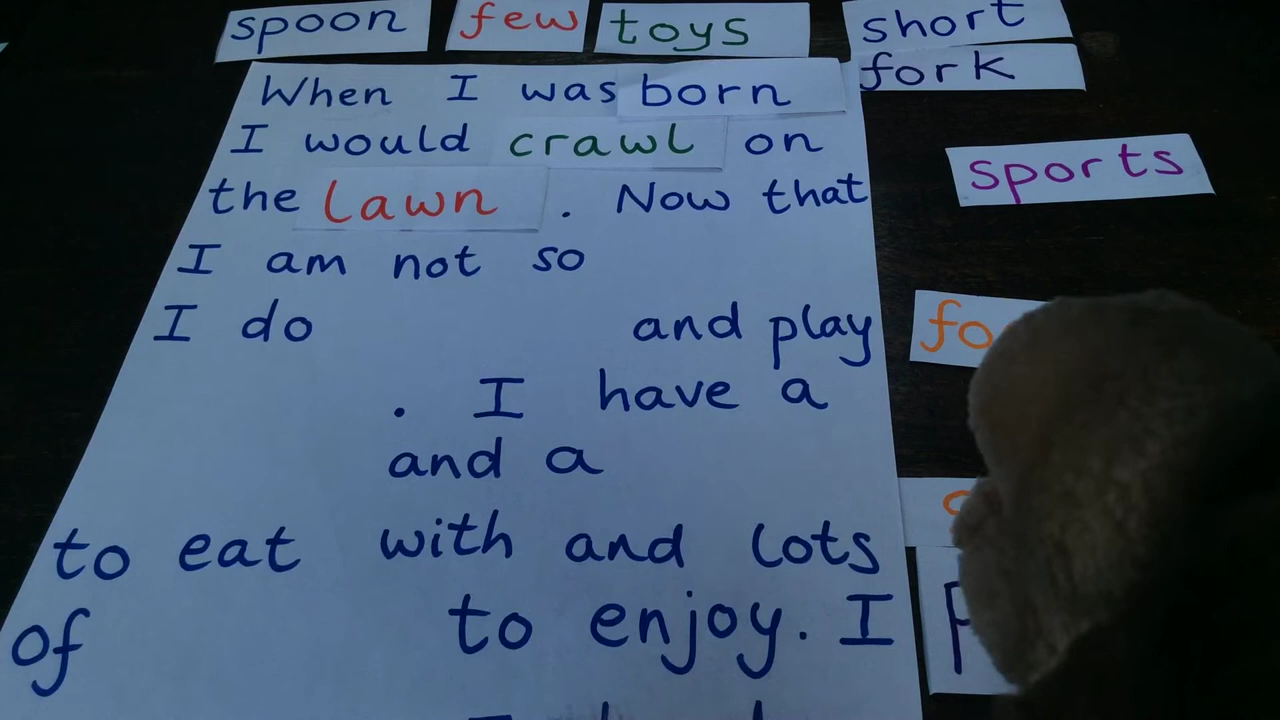 spoon few toys short
fork
When I was born
I would crawl on
the lawn . Now that
sports
I am not so
I do and play
. I have a
and a
to eat with and lots
of to enjoy. I